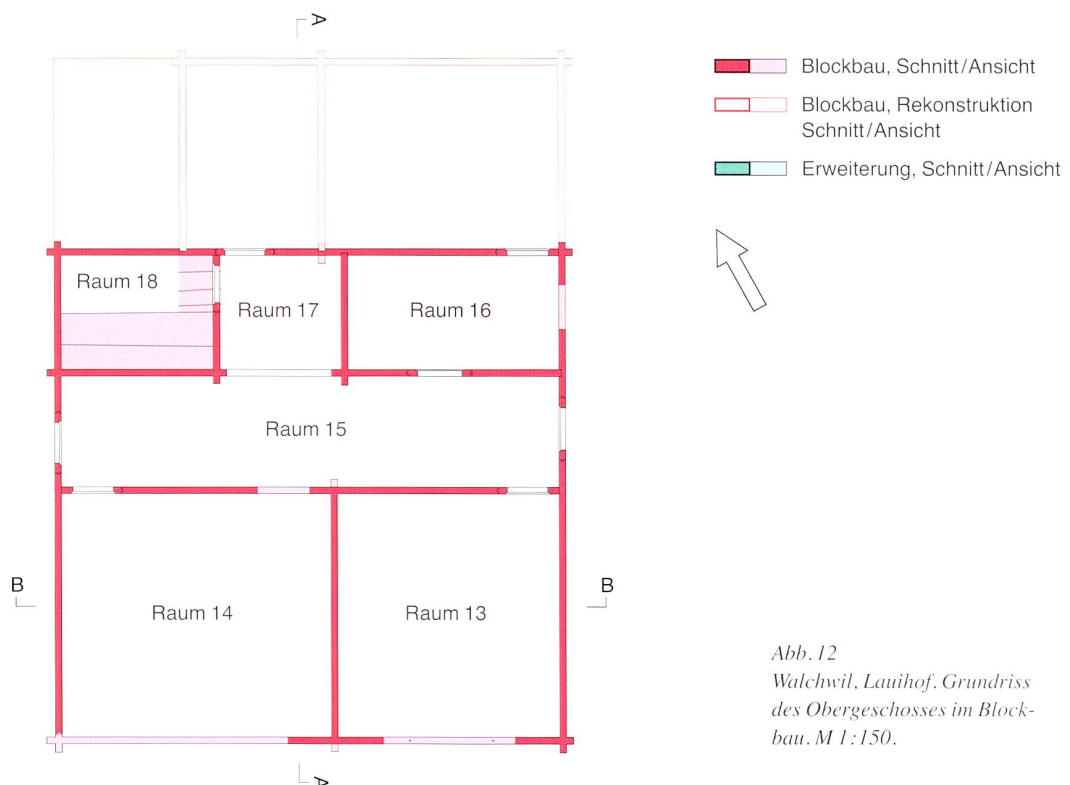 A
Blockbau, Schnitt/Ansicht
Blockbau, Rekonstruktion
Schnitt/Ansicht
Erweiterung, Schnitt/Ansicht
Raum 18
Raum 17
Raum 16
Raum 15
B
B
Raum 14
Raum 13
Abb. 12
Walchwil, Lauihof. Grundriss
des Obergeschosses im Block-
bau. M 1:150.
A